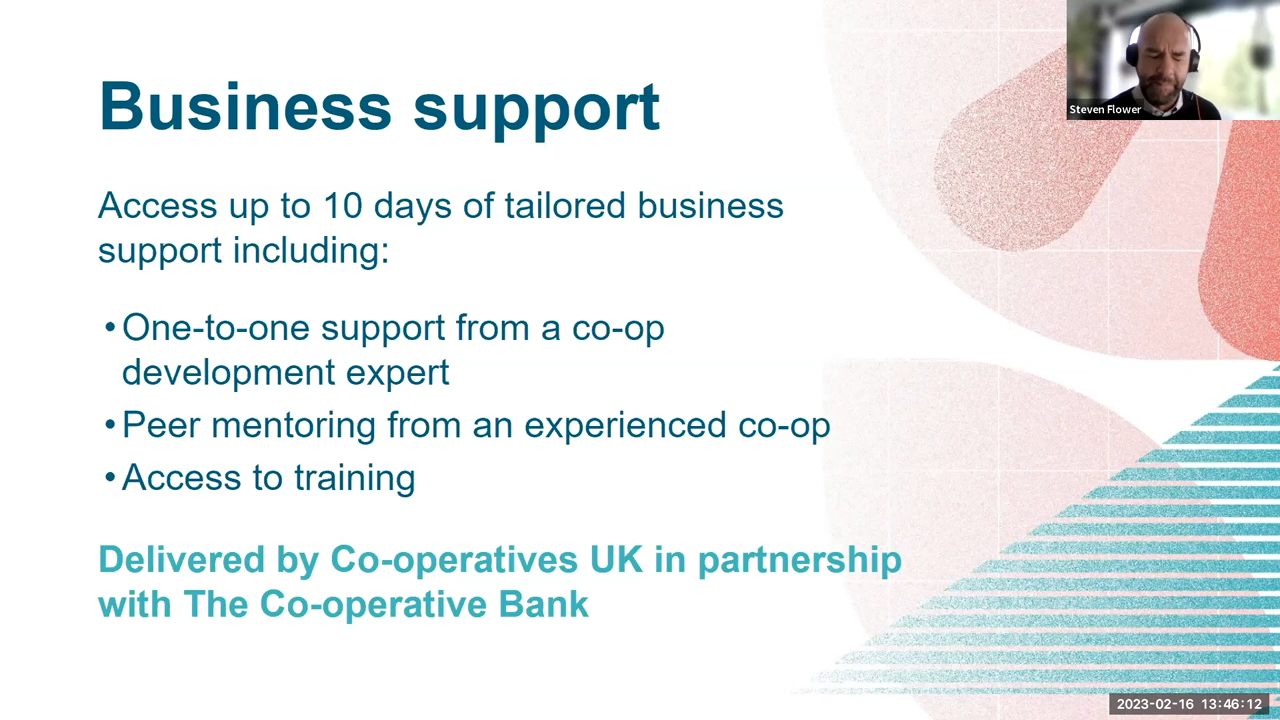 Business support
Steven Flower
Access up to 10 days of tailored business
support including:
•One-to-one support from a co-op
development expert
•Peer mentoring from an experienced co-op
•Access to training
Delivered by Co-operatives UK in partnership
with The Co-operative Bank
2023-02-16 13:46:12